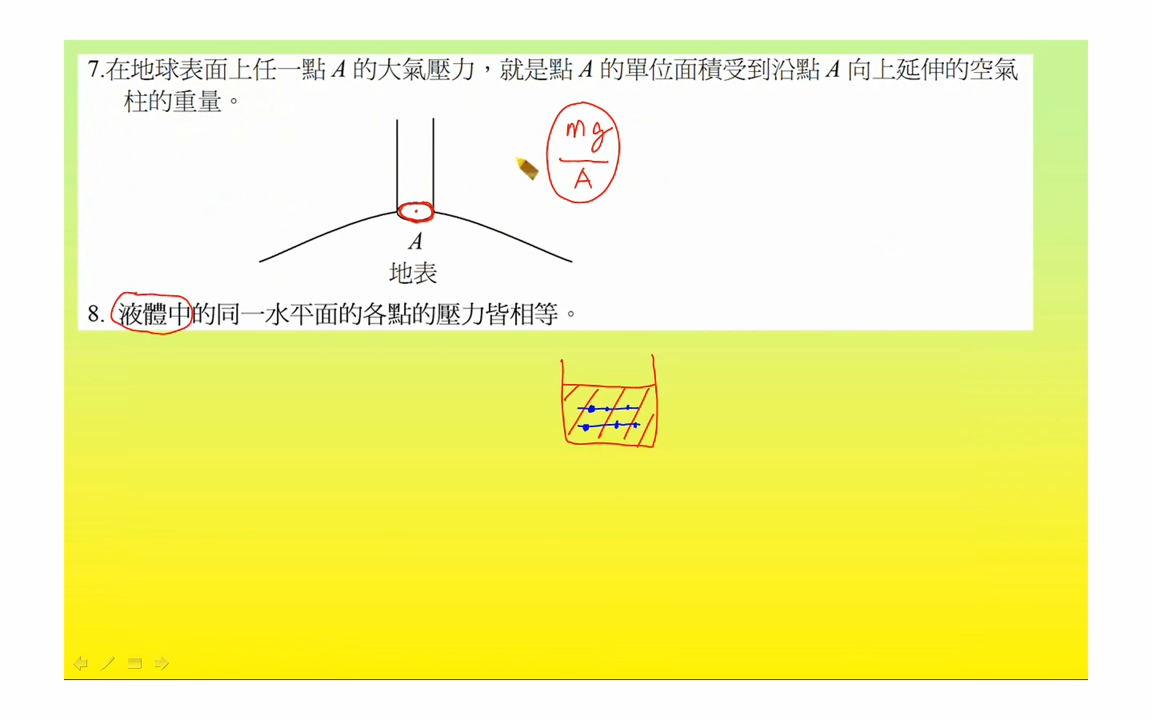 7.在地球表面上任一點 A 的大氣壓力，就是點 A 的單位面積受到沿點 A 向上延伸的空氣
柱的重量。
mg
A
A
地表
8. 液體中的同一水平面的各點的壓力皆相等。